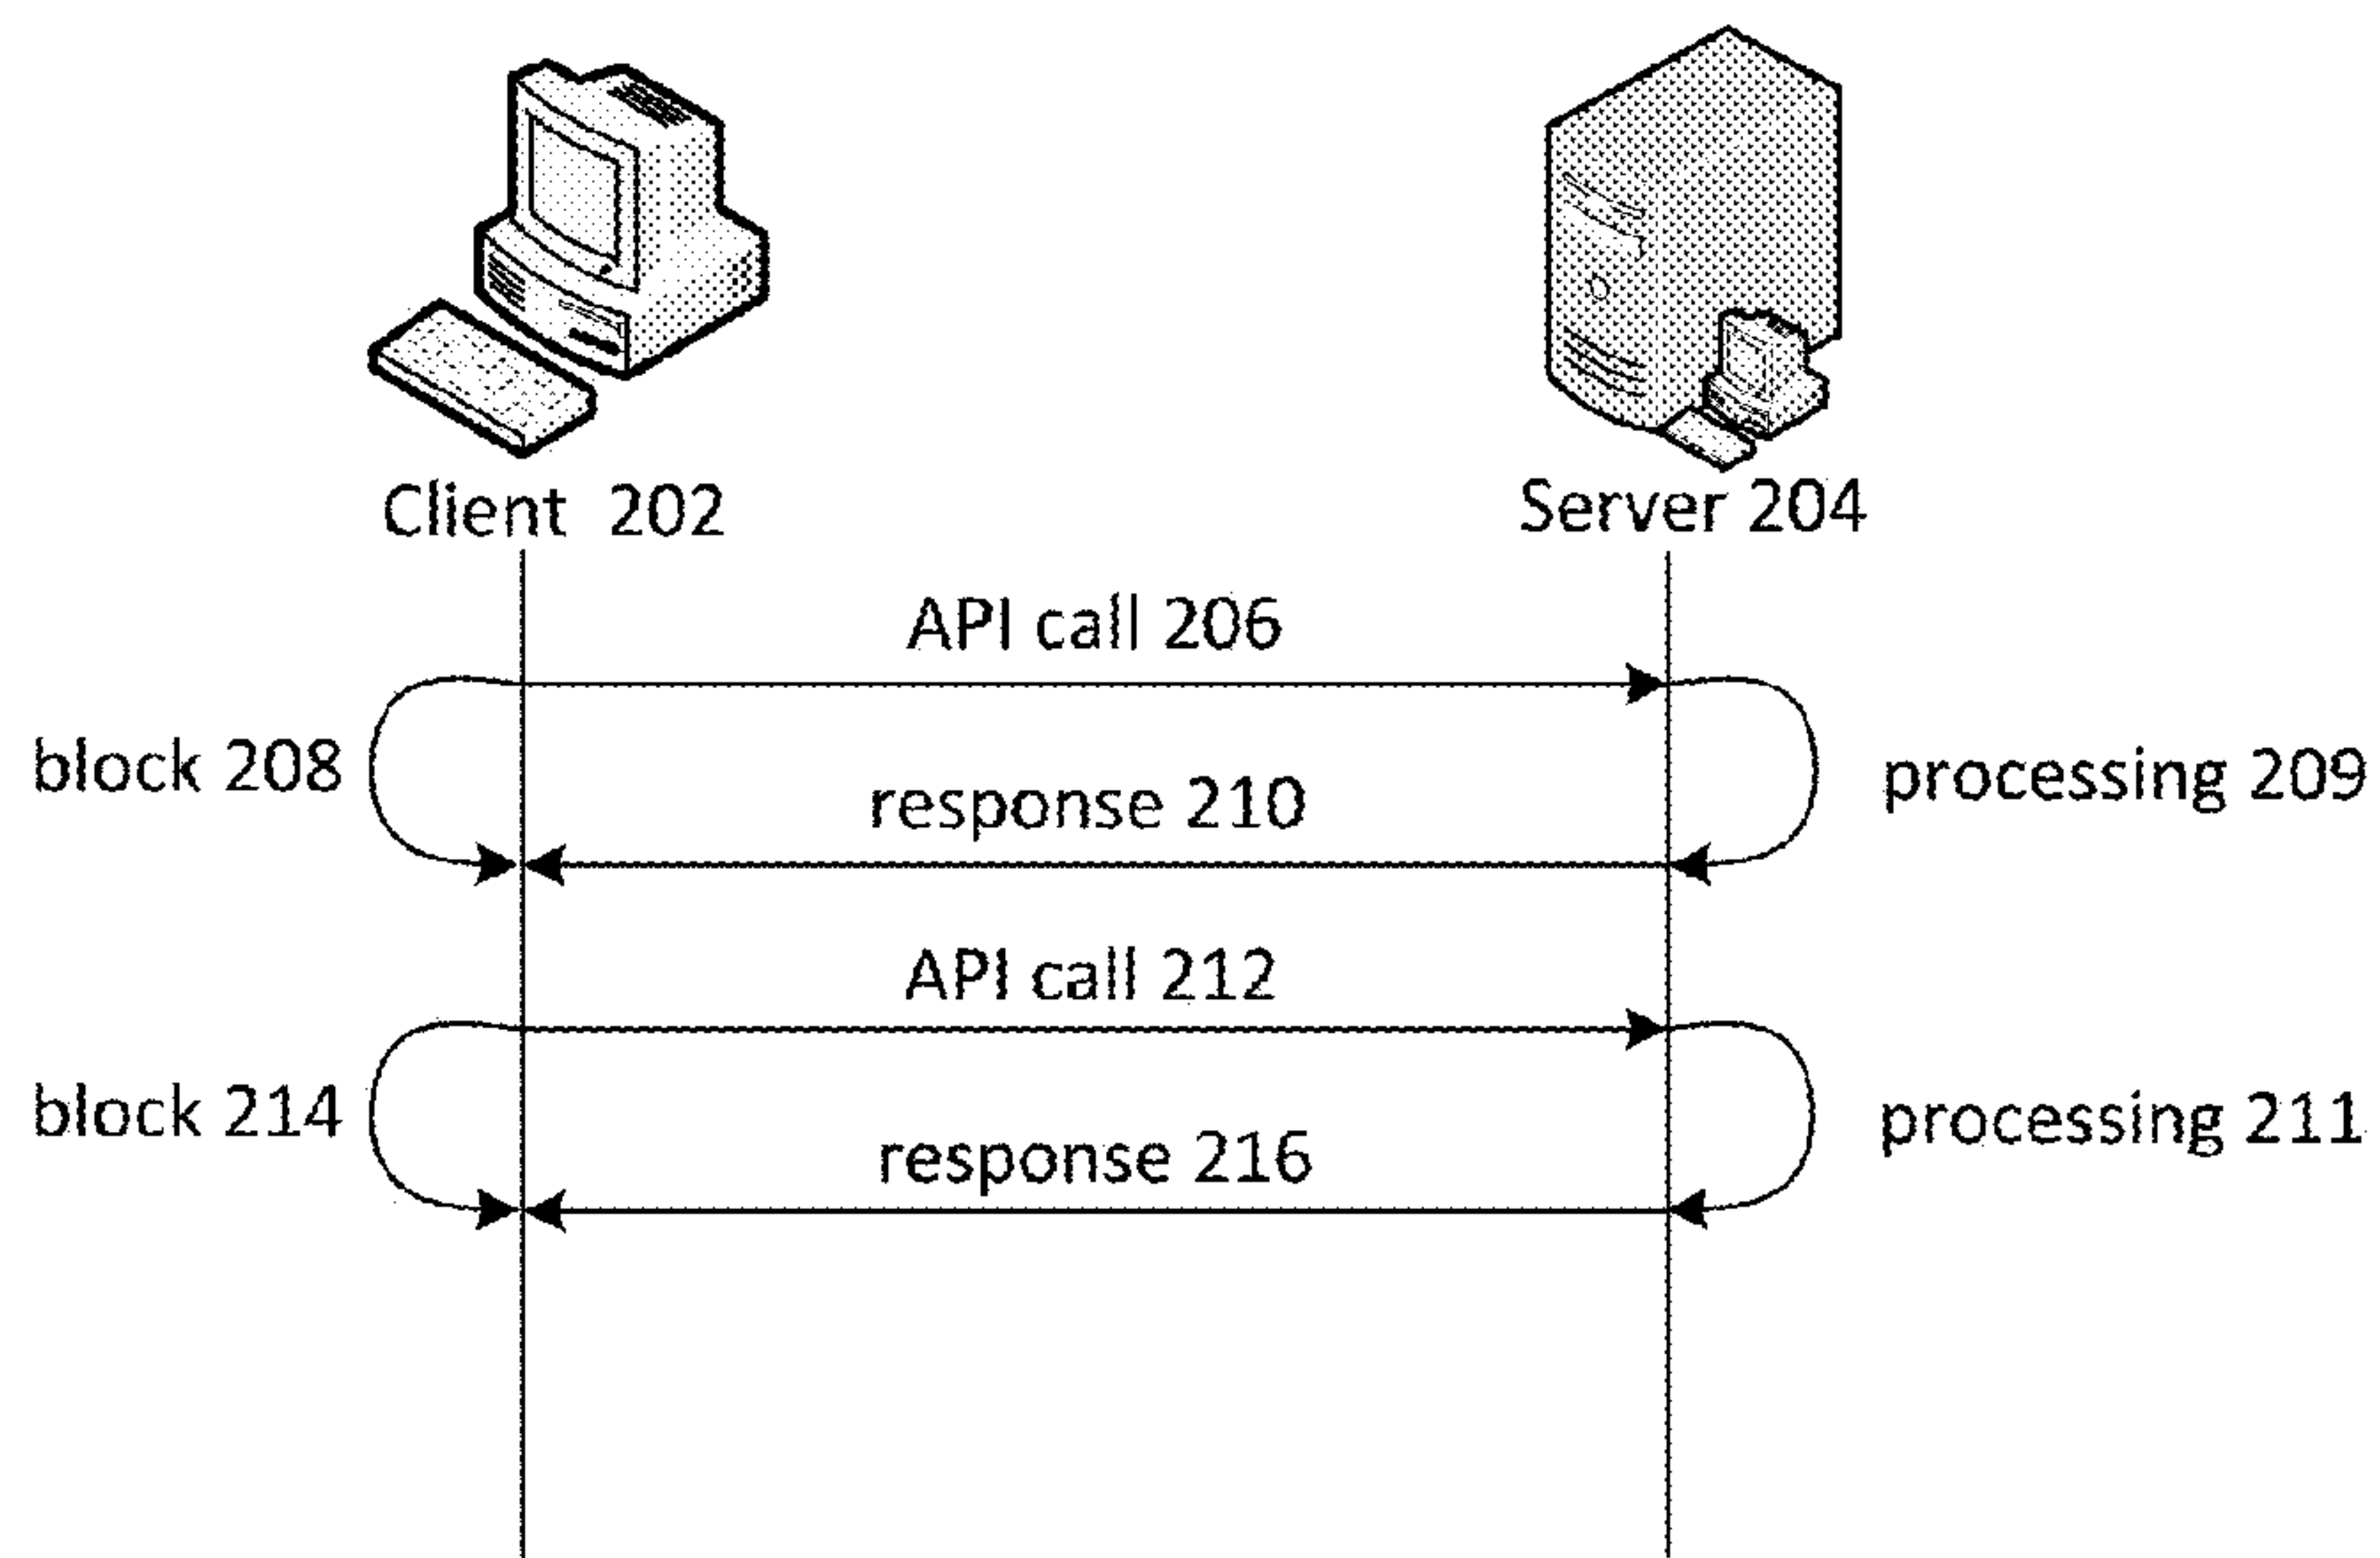 Client 202
Server 204
API call 206
block 208
processing 209
response 210
API call 212
block 214
processing 211
response 216